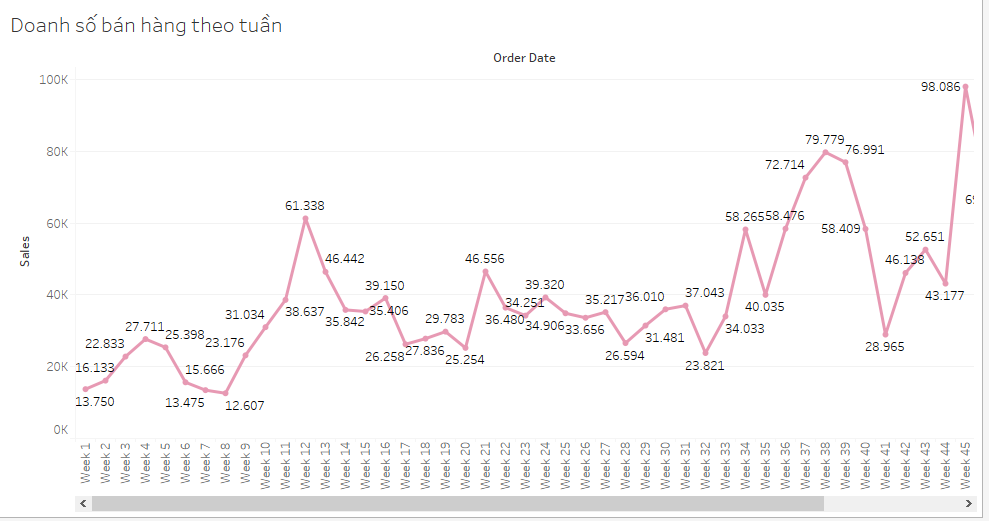 Doanh số bán hàng theo tuần
Order Date
Sales
100K
80K
60K
40K
20K
0K
13.750
16.133
22.833
27.711
25.398
15.666
13.475
12.607
23.176
31.034
38.637
61.338
46.442
35.842
35.406
39.150
26.258
27.836
29.783
25.254
46.556
36.480
34.251
39.320
34.906
33.656
35.217
26.594
31.481
36.010
37.043
23.821
34.033
58.265
40.035
58.476
72.714
79.779
76.991
58.409
28.965
46.138
52.651
43.177
98.086
Week 1
Week 2
Week 3
Week 4
Week 5
Week 6
Week 7
Week 8
Week 9
Week 10
Week 11
Week 12
Week 13
Week 14
Week 15
Week 16
Week 17
Week 18
Week 19
Week 20
Week 21
Week 22
Week 23
Week 24
Week 25
Week 26
Week 27
Week 28
Week 29
Week 30
Week 31
Week 32
Week 33
Week 34
Week 35
Week 36
Week 37
Week 38
Week 39
Week 40
Week 41
Week 42
Week 43
Week 44
Week 45